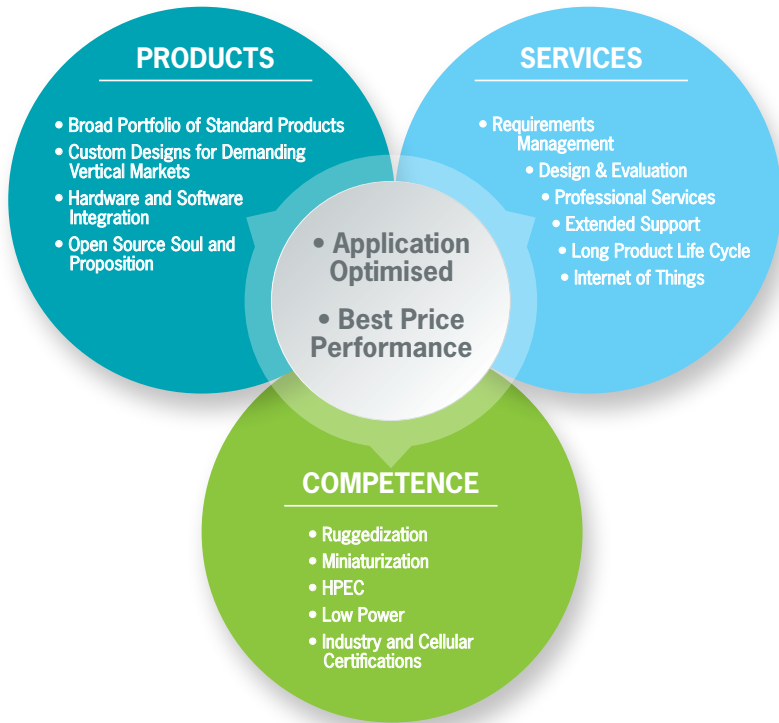 PRODUCTS
• Broad Portfolio of Standard Products
• Custom Designs for Demanding
Vertical Markets
• Hardware and Software
Integration
• Open Source Soul and
Proposition
SERVICES
• Requirements
Management
• Design & Evaluation
• Professional Services
• Extended Support
• Long Product Life Cycle
• Internet of Things
• Application
Optimised
• Best Price
Performance
COMPETENCE
• Ruggedization
• Miniaturization
• HPEC
• Low Power
• Industry and Cellular
Certifications